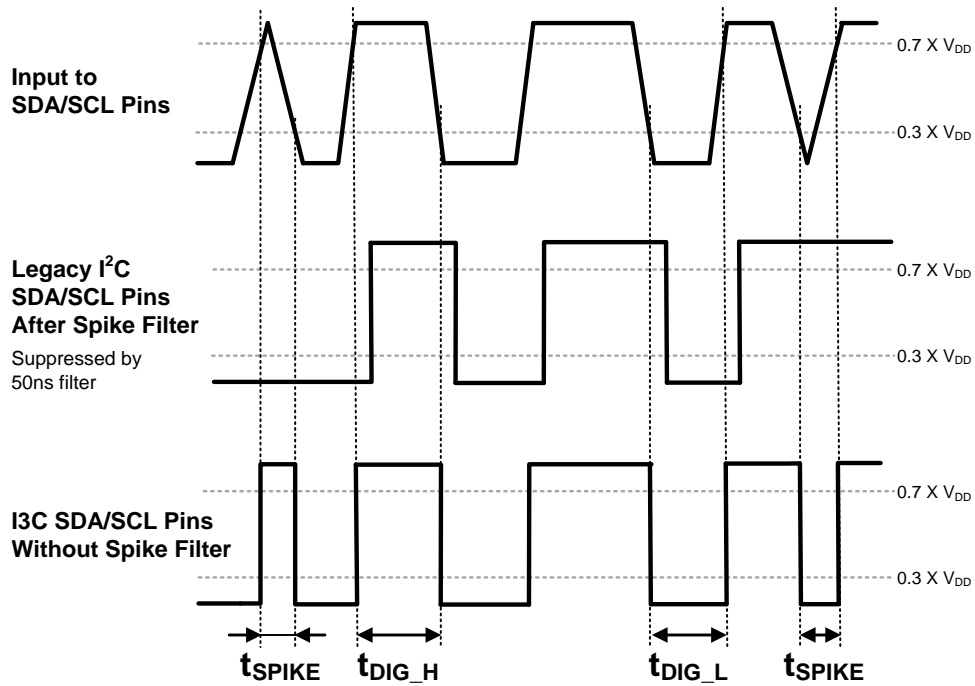 0.7 X VDD
Input to
SDA/SCL Pins
0.3 X VDD
Legacy I²C
SDA/SCL Pins
After Spike Filter
Suppressed by
50ns filter
0.7 X VDD
0.3 X VDD
I3C SDA/SCL Pins
Without Spike Filter
0.7 X VDD
0.3 X VDD
tSPIKE
tDIG_H
tDIG_L
tSPIKE